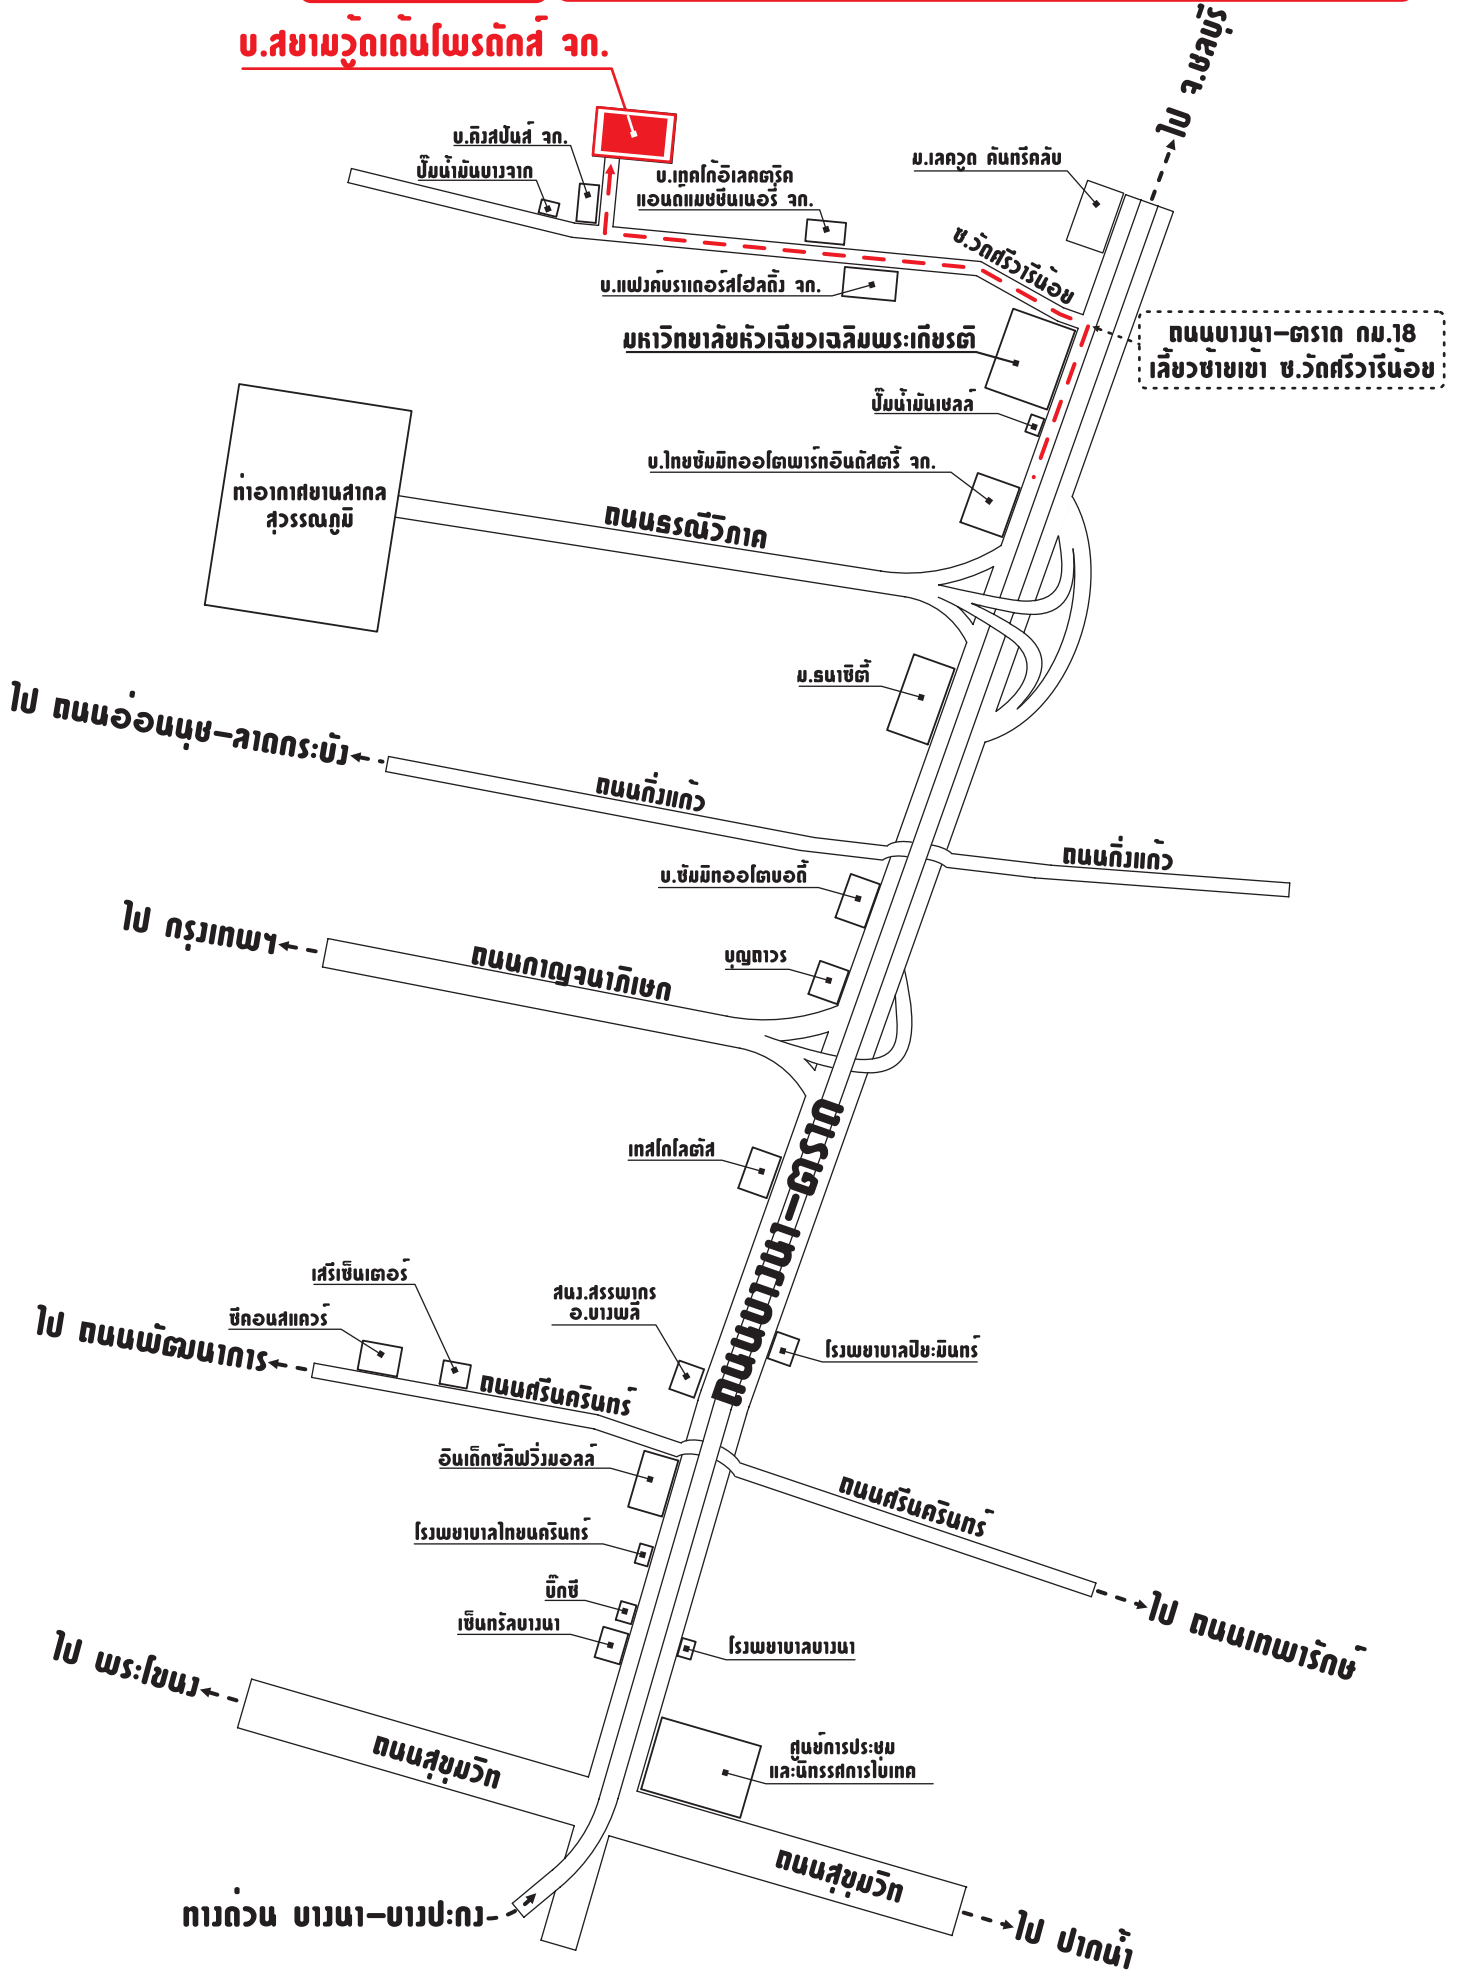 บ.สยามวู้ดเด้นโพรดักส์ จก.
ไป จ.ชลบุรี
บ.คิงสปันส์ จก.
ปั๊มน้ำมันบางจาก
บ.เทคโก้อิเลคตริค
แอนด์แมชชีนเนอรี่ จก.
ม.เลควูด คันทรีคลับ
ซ.วัดศรีวารีน้อย
บ.แฟงค์บราเดอร์สโฮลดิ้ง จก.
ถนนบางนา-ตราด กม.18
เลี้ยวซ้ายเข้า ซ.วัดศรีวารีน้อย
มหาวิทยาลัยหัวเฉียวเฉลิมพระเกียรติ
ปั๊มน้ำมันเชลล์
บ.ไทยซัมมิทออโตพาร์ทอินดัสตรี้ จก.
ท่าอากาศยานสากล
สุวรรณภูมิ
ถนนธรณีวิภาค
ม.ธนาซิตี้
ไป ถนนอ่อนนุช-ลาดกระบัง
ถนนกิ่งแก้ว
ถนนกิ่งแก้ว
บ.ซัมมิทออโตบอดี้
ไป กรุงเทพฯ
ถนนกาญจนาภิเษก
บุญถาวร
ถนนเทพรัตน
เทสโก้โลตัส
เสรีเซ็นเตอร์
สนง.สรรพากร
อ.บางพลี
ซีคอนสแควร์
ไป ถนนพัฒนาการ
โรงพยาบาลปิยะมินทร์
ถนนศรีนครินทร์
อินเด็กซ์ลิฟวิ่งมอลล์
ถนนศรีนครินทร์
โรงพยาบาลไทยนครินทร์
บิ๊กซี
เซ็นทรัลบางนา
ไป ถนนเทพารักษ์
โรงพยาบาลบางนา
ไป พระโขนง
ถนนสุขุมวิท
ศูนย์การประชุม
และนิทรรศการไบเทค
ถนนสุขุมวิท
ทางด่วน บางนา-บางปะกง
ไป ปากน้ำ